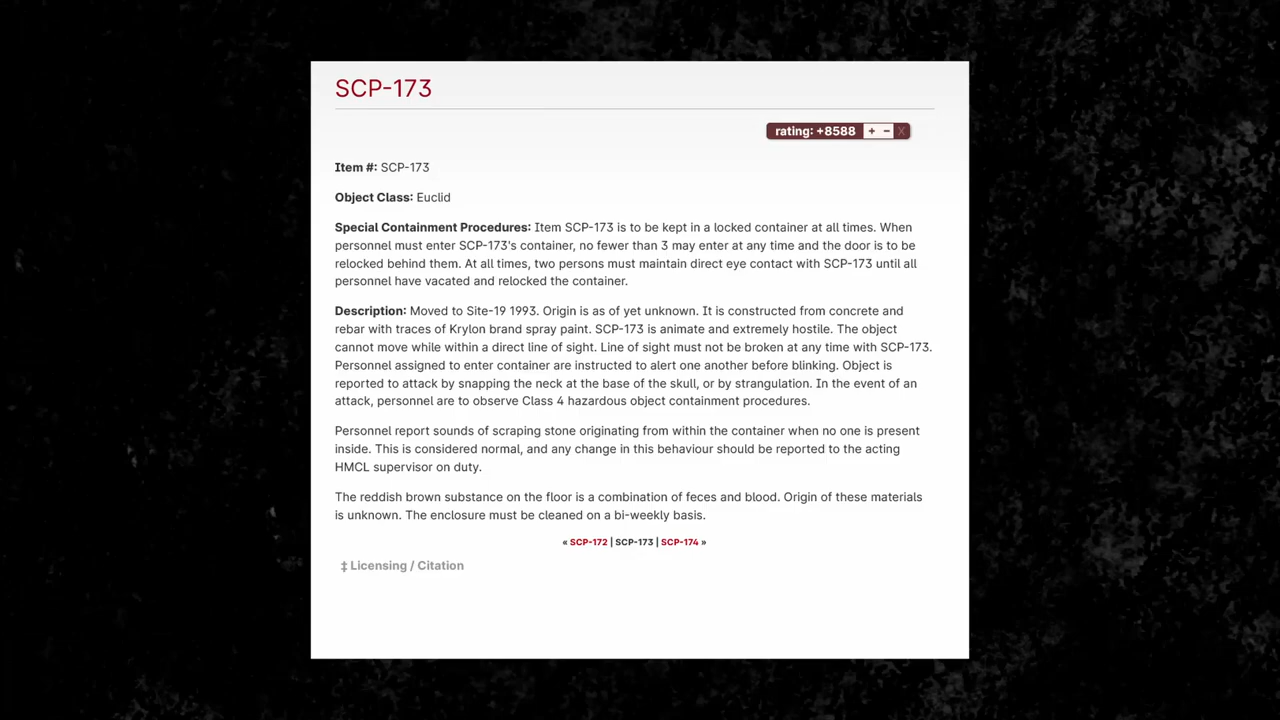 SCP-173
rating: +8588 + − X
Item #: SCP-173
Object Class: Euclid
Special Containment Procedures: Item SCP-173 is to be kept in a locked container at all times. When
personnel must enter SCP-173's container, no fewer than 3 may enter at any time and the door is to be
relocked behind them. At all times, two persons must maintain direct eye contact with SCP-173 until all
personnel have vacated and relocked the container.
Description: Moved to Site-19 1993. Origin is as of yet unknown. It is constructed from concrete and
rebar with traces of Krylon brand spray paint. SCP-173 is animate and extremely hostile. The object
cannot move while within a direct line of sight. Line of sight must not be broken at any time with SCP-173.
Personnel assigned to enter container are instructed to alert one another before blinking. Object is
reported to attack by snapping the neck at the base of the skull, or by strangulation. In the event of an
attack, personnel are to observe Class 4 hazardous object containment procedures.
Personnel report sounds of scraping stone originating from within the container when no one is present
inside. This is considered normal, and any change in this behaviour should be reported to the acting
HMCL supervisor on duty.
The reddish brown substance on the floor is a combination of feces and blood. Origin of these materials
is unknown. The enclosure must be cleaned on a bi-weekly basis.
« SCP-172 | SCP-173 | SCP-174 »
‡ Licensing / Citation